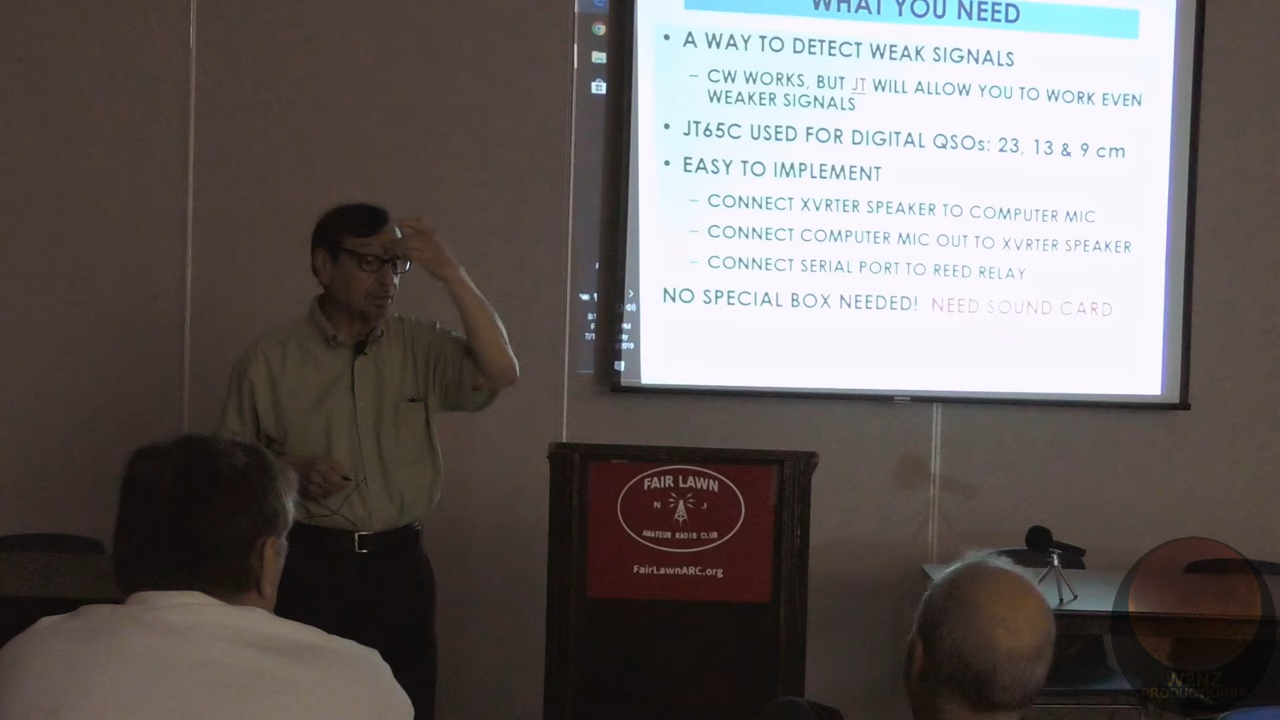 WHAT YOU NEED
• A WAY TO DETECT WEAK SIGNALS
– CW WORKS, BUT JT WILL ALLOW YOU TO WORK EVEN
WEAKER SIGNALS
• JT65C USED FOR DIGITAL QSOs: 23, 13 & 9 cm
• EASY TO IMPLEMENT
– CONNECT XVRTER SPEAKER TO COMPUTER MIC
– CONNECT COMPUTER MIC OUT TO XVRTER SPEAKER
– CONNECT SERIAL PORT TO REED RELAY
NO SPECIAL BOX NEEDED! NEED SOUND CARD
FAIR LAWN
N J
AMATEUR RADIO CLUB
FairLawnARC.org
W2NZ
PRODUCTIONS